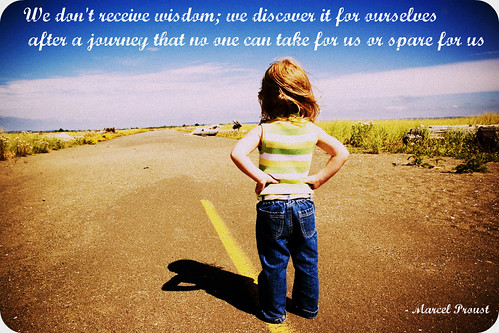 We don't receive wisdom; we discover it for ourselves
after a journey that no one can take for us or spare for us
- Marcel Proust